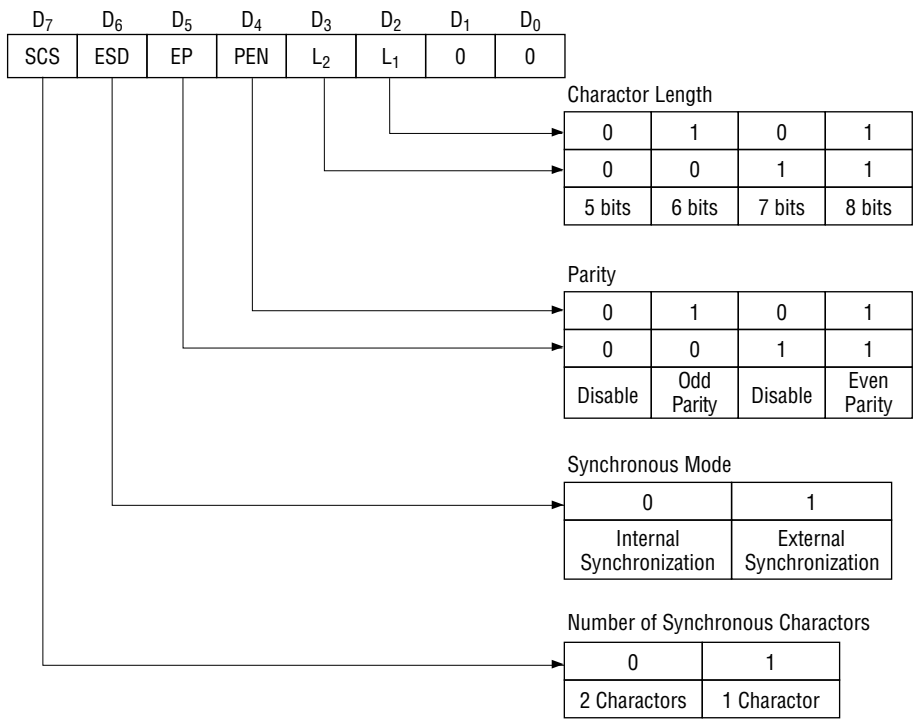 D7 D6 D5 D4 D3 D2 D1 D0
SCS ESD EP PEN L2 L1 0 0
Charactor Length
0 1 0 1
0 0 1 1
5 bits 6 bits 7 bits 8 bits
Parity
0 1 0 1
0 0 1 1
Disable Odd Parity Disable Even Parity
Synchronous Mode
0 1
Internal Synchronization External Synchronization
Number of Synchronous Charactors
0 1
2 Charactors 1 Charactor